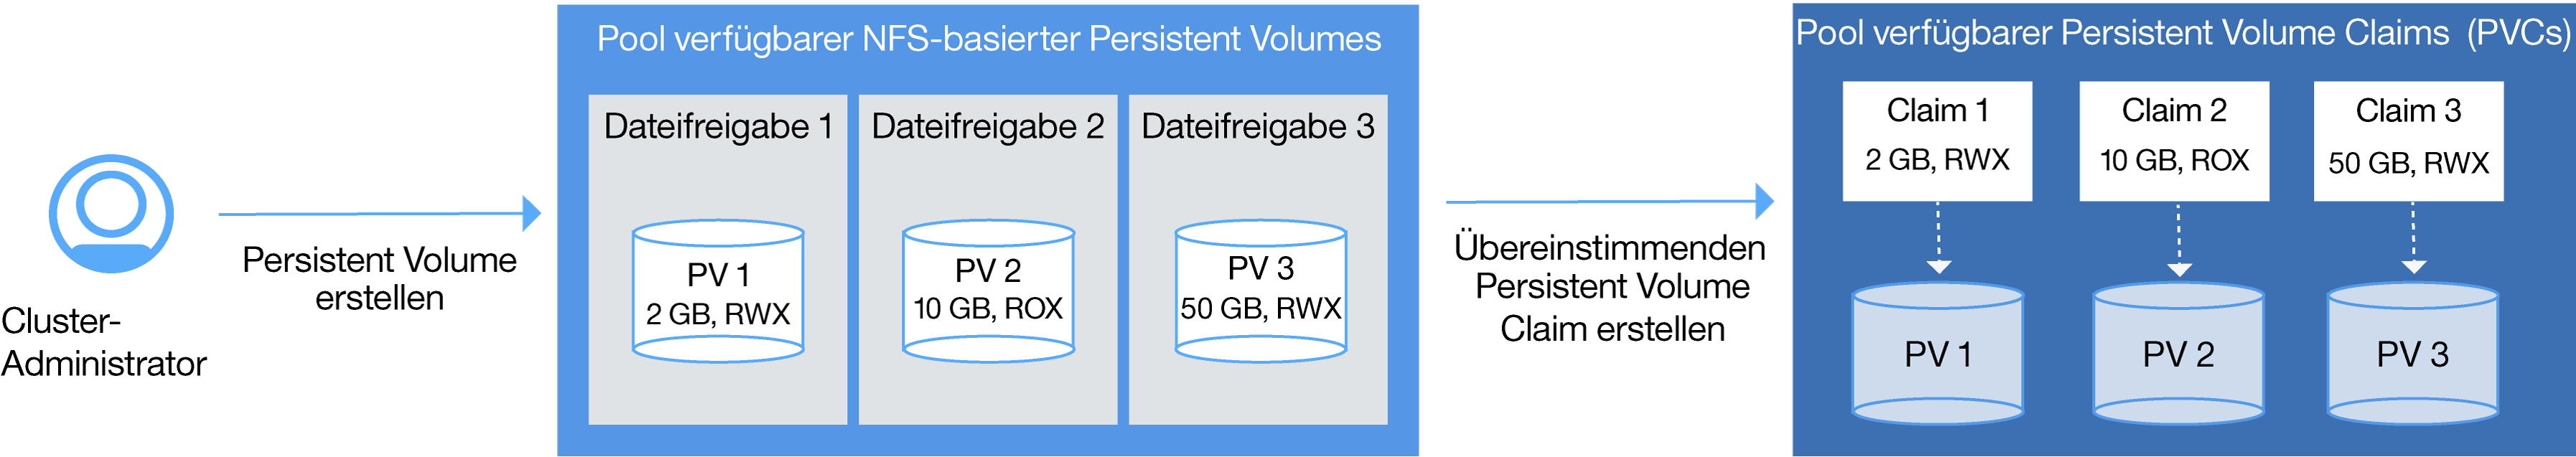 Cluster-
Administrator
Persistent Volume
erstellen
Pool verfügbarer NFS-basierter Persistent Volumes
Dateifreigabe 1
PV 1
2 GB, RWX
Dateifreigabe 2
PV 2
10 GB, ROX
Dateifreigabe 3
PV 3
50 GB, RWX
Übereinstimmenden
Persistent Volume
Claim erstellen
Pool verfügbarer Persistent Volume Claims (PVCs)
Claim 1
2 GB, RWX
PV 1
Claim 2
10 GB, ROX
PV 2
Claim 3
50 GB, RWX
PV 3